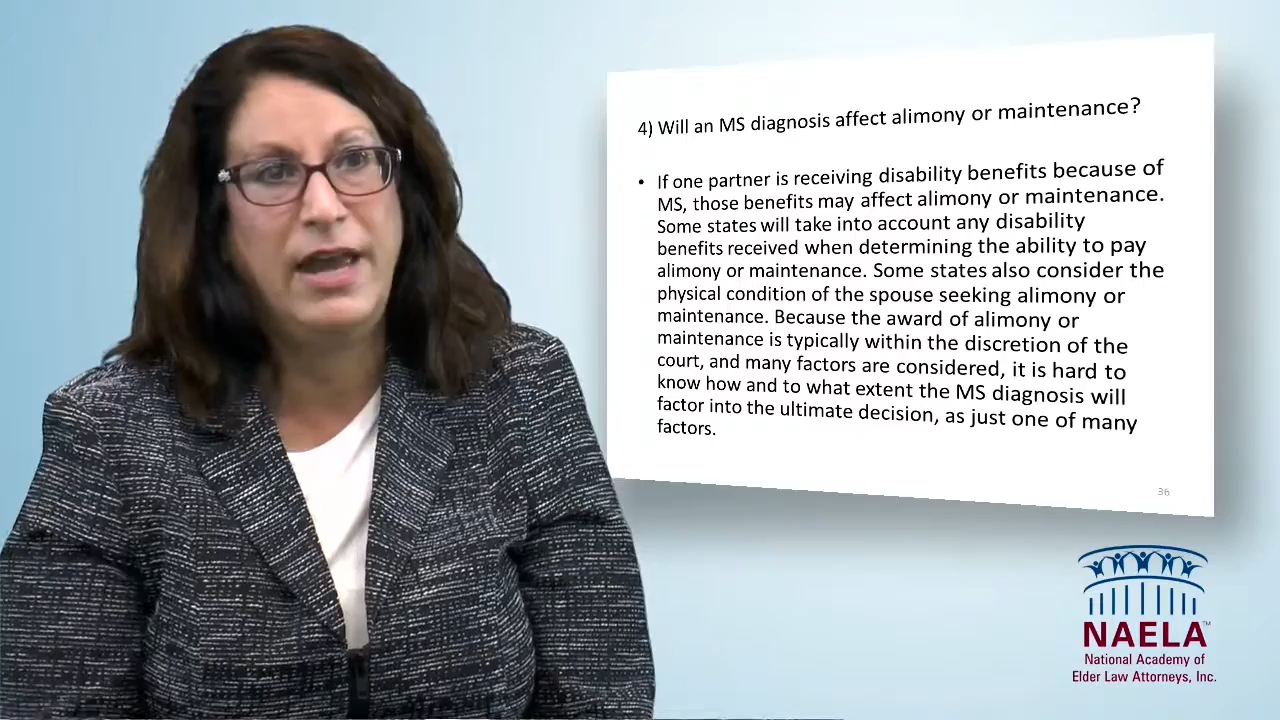 4) Will an MS diagnosis affect alimony or maintenance?
• If one partner is receiving disability benefits because of
MS, those benefits may affect alimony or maintenance.
Some states will take into account any disability
benefits received when determining the ability to pay
alimony or maintenance. Some states also consider the
physical condition of the spouse seeking alimony or
maintenance. Because the award of alimony or
maintenance is typically within the discretion of the
court, and many factors are considered, it is hard to
know how and to what extent the MS diagnosis will
factor into the ultimate decision, as just one of many
factors.
36
NAELA™
National Academy of
Elder Law Attorneys, Inc.